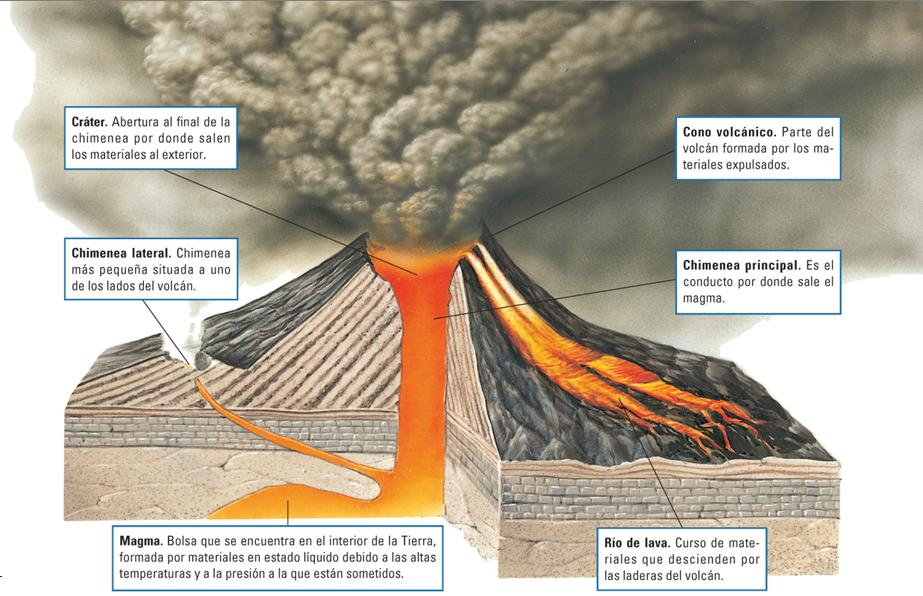 Cráter. Abertura al final de la
chimenea por donde salen
los materiales al exterior.
Cono volcánico. Parte del
volcán formada por los ma-
teriales expulsados.
Chimenea lateral. Chimenea
más pequeña situada a uno
de los lados del volcán.
Chimenea principal. Es el
conducto por donde sale el
magma.
Magma. Bolsa que se encuentra en el interior de la Tierra,
formada por materiales en estado líquido debido a las altas
temperaturas y a la presión a la que están sometidos.
Río de lava. Curso de mate-
riales que descienden por
las laderas del volcán.